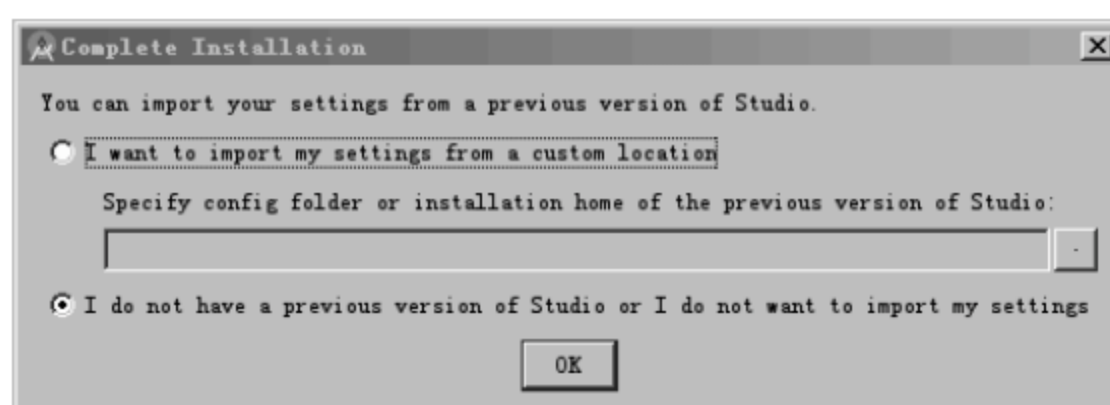 Complete Installation
You can import your settings from a previous version of Studio.
I want to import my settings from a custom location
Specify config folder or installation home of the previous version of Studio:
I do not have a previous version of Studio or I do not want to import my settings
OK